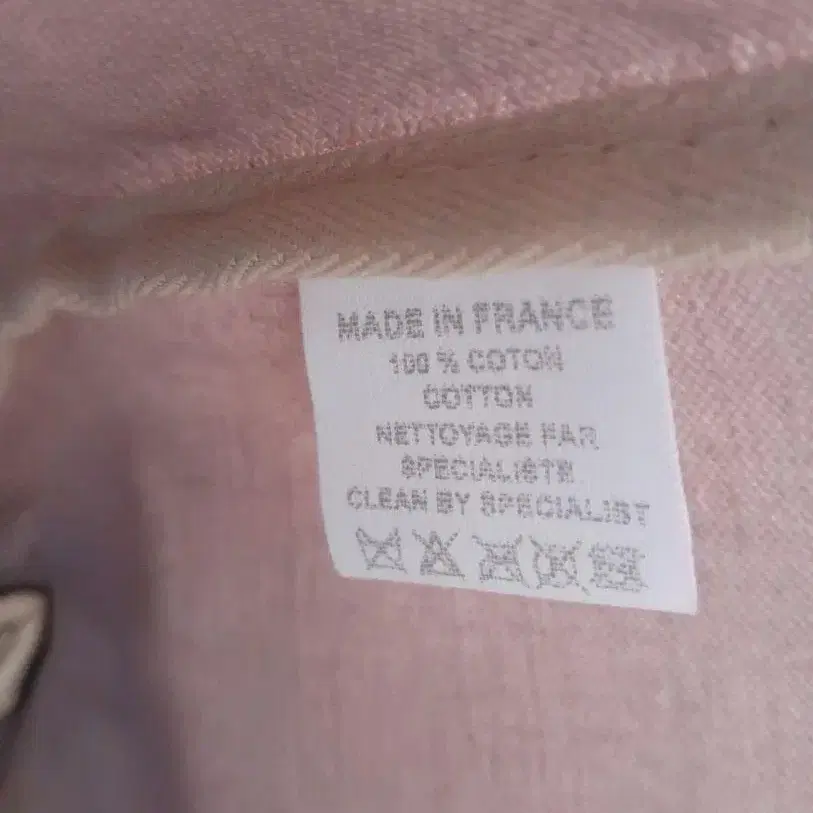 MADE IN FRANCE
100 % COTON
COTTON
NETTOYAGE PAR
SPECIALISTE
CLEAN BY SPECIALIST